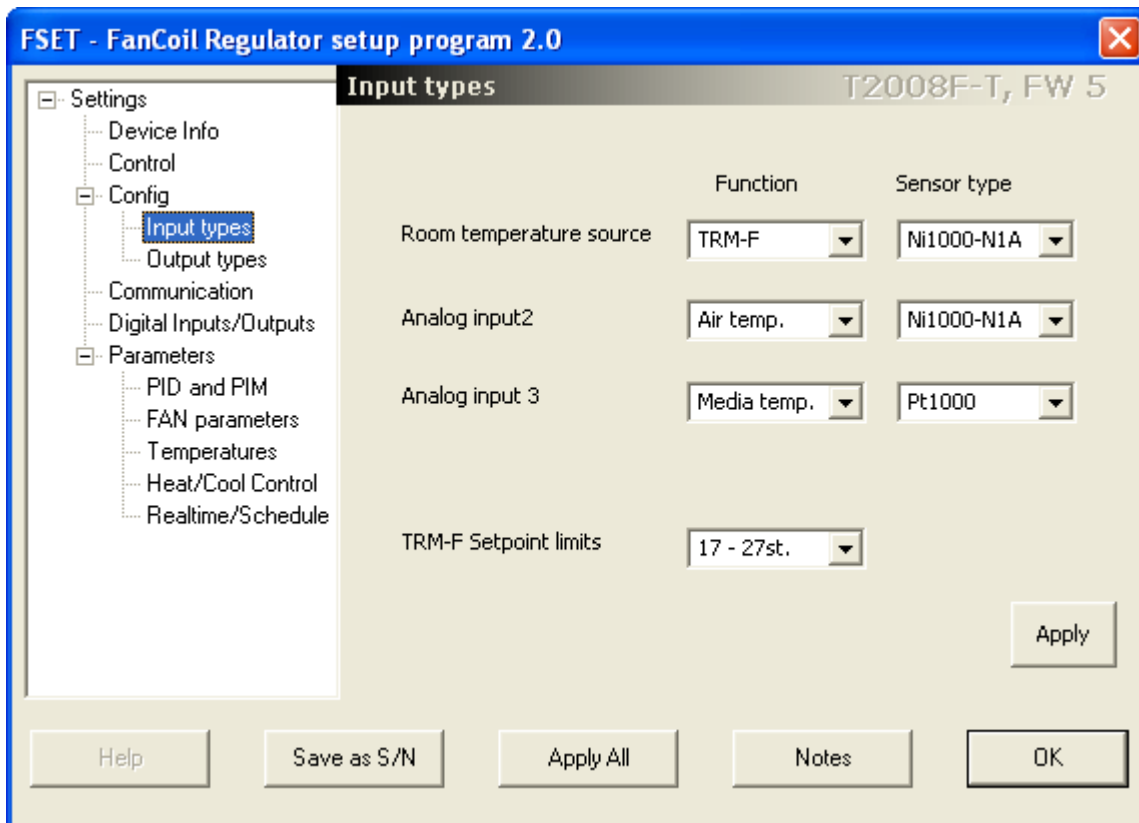 FSET - FanCoil Regulator setup program 2.0
Settings
Device Info
Control
Config
Input types
Output types
Communication
Digital Inputs/Outputs
Parameters
PID and PIM
FAN parameters
Temperatures
Heat/Cool Control
Realtime/Schedule
Input types T2008F-T, FW 5
Function Sensor type
Room temperature source TRM-F Ni1000-N1A
Analog input2 Air temp. Ni1000-N1A
Analog input 3 Media temp. Pt1000
TRM-F Setpoint limits 17 - 27st.
Apply
Help Save as S/N Apply All Notes OK